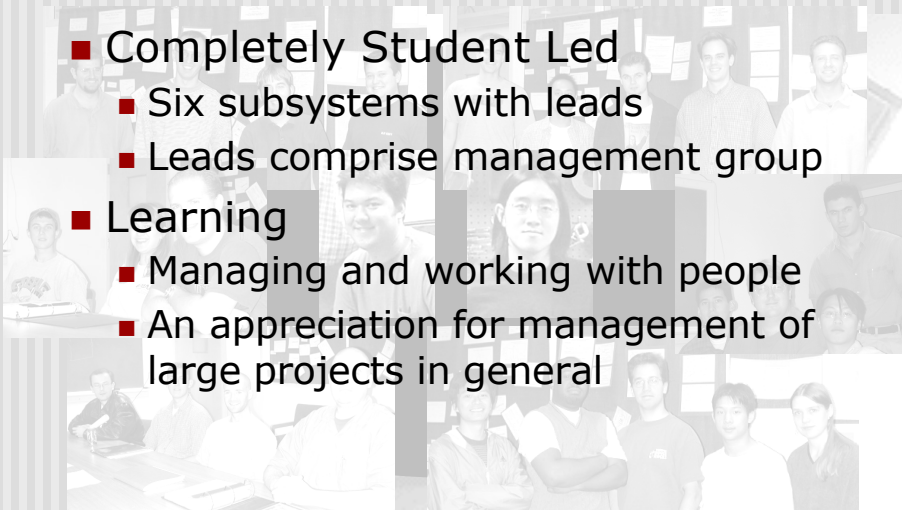 Completely Student Led
Six subsystems with leads
Leads comprise management group
Learning
Managing and working with people
An appreciation for management of
large projects in general